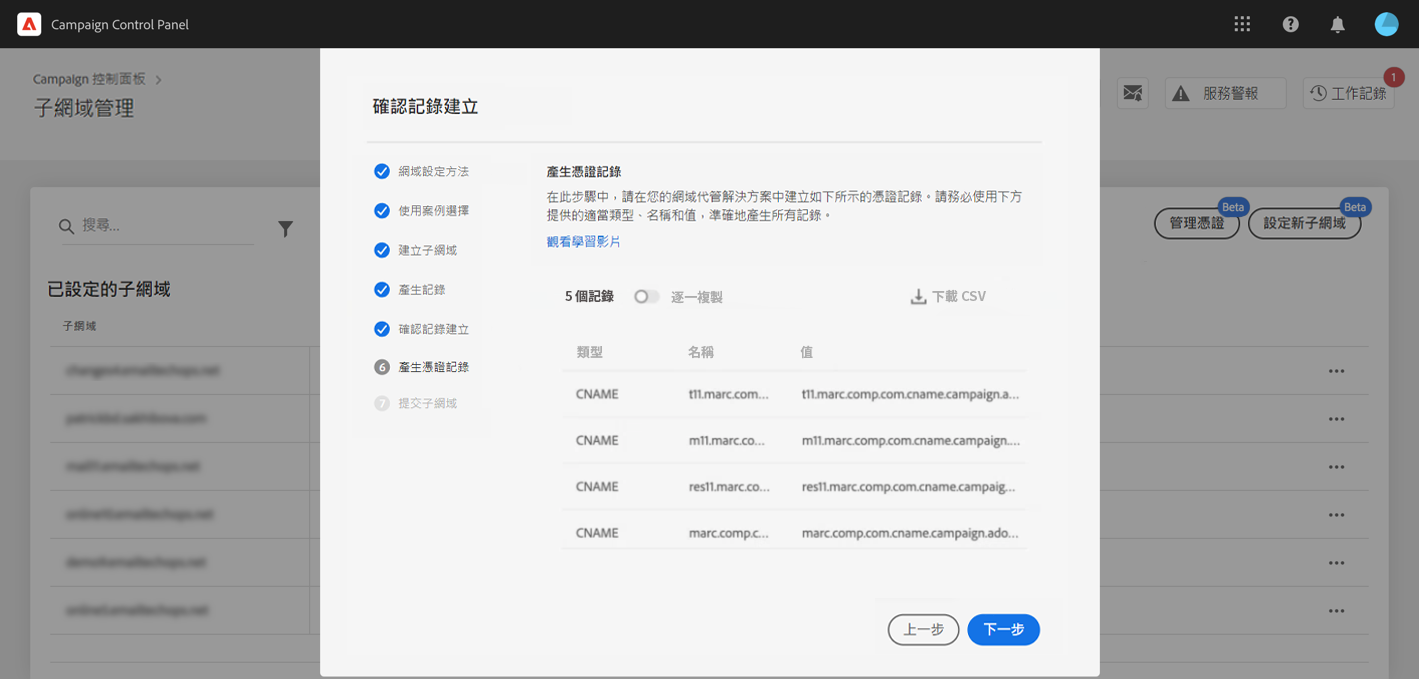 Campaign Control Panel
Campaign 控制面板
子網域管理
服務警報
工作記錄
1
搜尋...
Beta
管理憑證
Beta
設定新子網域
已設定的子網域
子網域
確認記錄建立
網域設定方法
使用案例選擇
建立子網域
產生記錄
確認記錄建立
6 產生憑證記錄
7 提交子網域
產生憑證記錄
在此步驟中，請在您的網域代管解決方案中建立如下所示的憑證記錄。請務必使用下方
提供的適當類型、名稱和值，準確地產生所有記錄。
觀看學習影片
5 個記錄 逐一複製 下載 CSV
類型 名稱 值
CNAME t11.marc.com... t11.marc.comp.com.cname.campaign.a...
CNAME m11.marc.co... m11.marc.comp.com.cname.campaign....
CNAME res11.marc.co... res11.marc.comp.com.cname.campaig...
CNAME marc.comp.c... marc.comp.com.cname.campaign.ado...
上一步 下一步